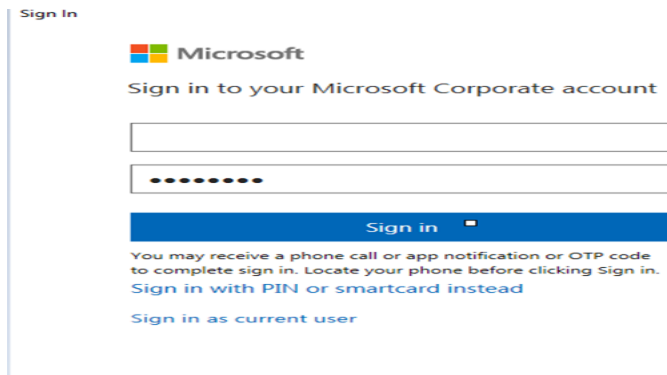 Sign In
Microsoft
Sign in to your Microsoft Corporate account
••••••••
Sign in
You may receive a phone call or app notification or OTP code
to complete sign in. Locate your phone before clicking Sign in.
Sign in with PIN or smartcard instead
Sign in as current user